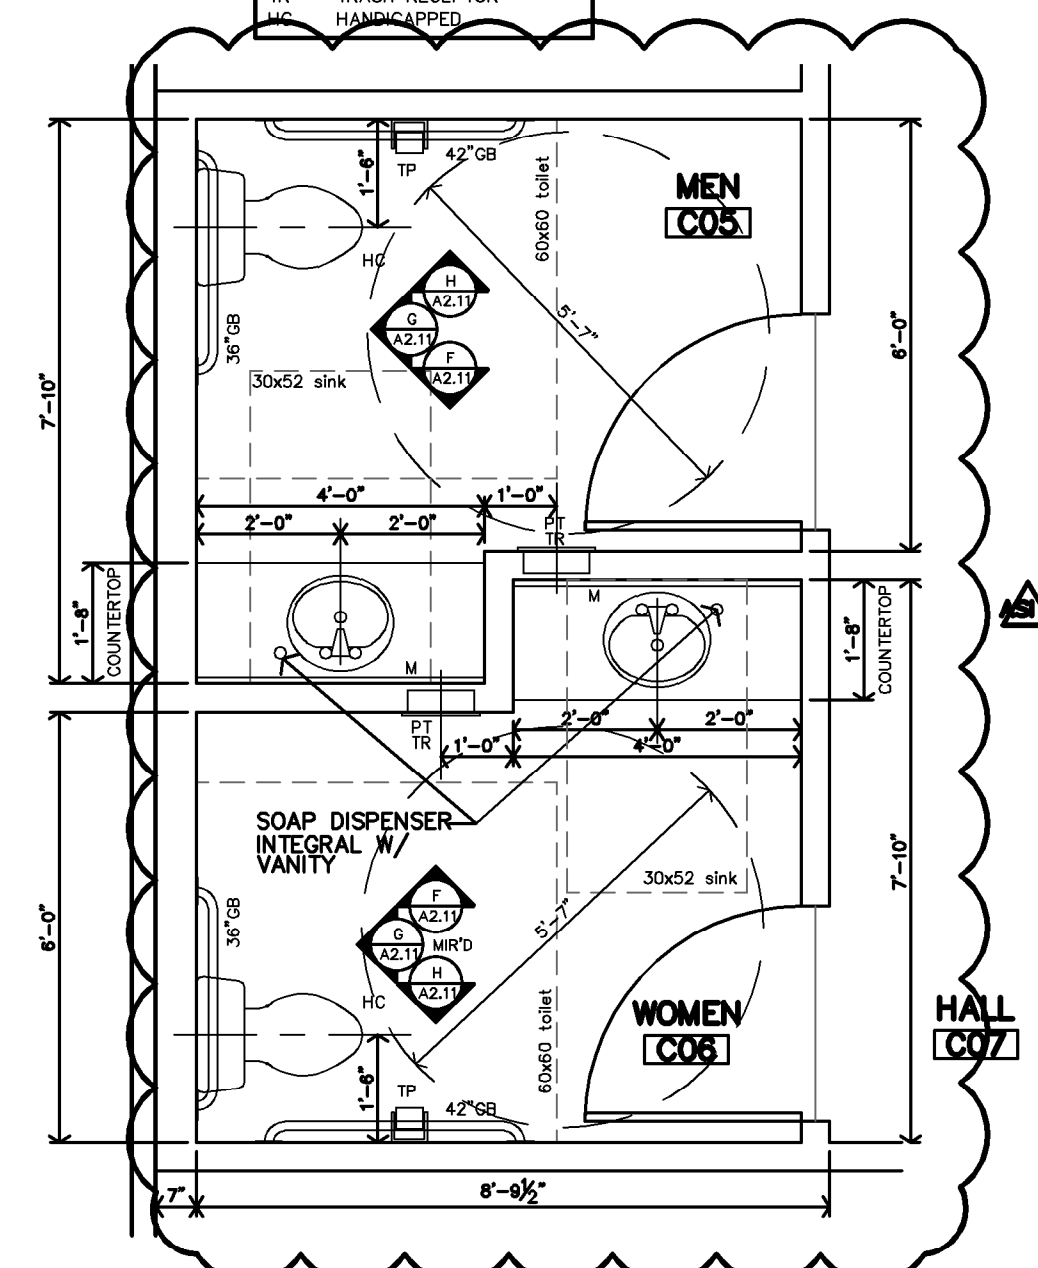 HC HANDICAPPED
1'-6"
TP
42"GB
60x60 toilet
MEN
C05
HC
H
A2.11
G
A2.11
F
A2.11
5'-7"
36"GB
6'-0"
7'-10"
30x52 sink
4'-0"
1'-0"
2'-0"
2'-0"
PT
TR
M
1'-8"
COUNTERTOP
M
1'-8"
COUNTERTOP
PT
TR
2'-0"
2'-0"
1'-0"
4'-0"
SOAP DISPENSER
INTEGRAL W/
VANITY
30x52 sink
7'-10"
6'-0"
36"GB
F
A2.11
G
A2.11
MIR'D
H
A2.11
5'-7"
HC
WOMEN
C06
HALL
C07
60x60 toilet
1'-6"
TP
42"GB
7"
8'-9½"